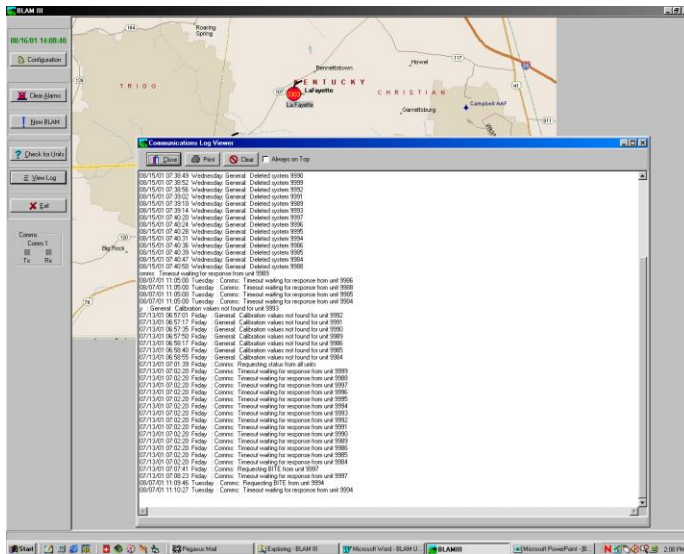 BLAM III
08/16/01 14:08:40
Configuration
Clear Alarms
New BLAM
Check for Units
View Log
Exit
Comms
Comm 1
Tx Rx
164
Roaring
Spring
139
TRIGG
Bennettstown
Howel
117
KENTUCKY
107
LaFayette
La Fayette
CHRISTIAN
Garrettsburg
Campbell AAF
41
911
120
Big Rock
Communications Log Viewer
Close Print Clear Always on Top
08/15/01 07:38:49 Wednesday: General: Deleted system 9990
08/15/01 07:38:52 Wednesday: General: Deleted system 9999
08/15/01 07:38:56 Wednesday: General: Deleted system 9992
08/15/01 07:39:02 Wednesday: General: Deleted system 9991
08/15/01 07:39:10 Wednesday: General: Deleted system 9989
08/15/01 07:39:14 Wednesday: General: Deleted system 9993
08/15/01 07:40:20 Wednesday: General: Deleted system 9997
08/15/01 07:40:24 Wednesday: General: Deleted system 9996
08/15/01 07:40:28 Wednesday: General: Deleted system 9995
08/15/01 07:40:31 Wednesday: General: Deleted system 9994
08/15/01 07:40:36 Wednesday: General: Deleted system 9986
08/15/01 07:40:39 Wednesday: General: Deleted system 9985
08/15/01 07:40:47 Wednesday: General: Deleted system 9984
08/15/01 07:40:50 Wednesday: General: Deleted system 9988
omms: Timeout waiting for response from unit 9989
08/07/01 11:05:00 Tuesday : Comms: Timeout waiting for response from unit 9986
08/07/01 11:05:00 Tuesday : Comms: Timeout waiting for response from unit 9988
08/07/01 11:05:00 Tuesday : Comms: Timeout waiting for response from unit 9985
08/07/01 11:05:00 Tuesday : Comms: Timeout waiting for response from unit 9984
y : General: Calibration values not found for unit 9993
07/13/01 06:57:01 Friday : General: Calibration values not found for unit 9992
07/13/01 06:57:17 Friday : General: Calibration values not found for unit 9991
07/13/01 06:57:35 Friday : General: Calibration values not found for unit 9990
07/13/01 06:57:50 Friday : General: Calibration values not found for unit 9989
07/13/01 06:58:17 Friday : General: Calibration values not found for unit 9986
07/13/01 06:58:40 Friday : General: Calibration values not found for unit 9985
07/13/01 06:58:55 Friday : General: Calibration values not found for unit 9984
07/13/01 07:01:39 Friday : Comms: Requesting status from all units
07/13/01 07:02:20 Friday : Comms: Timeout waiting for response from unit 9999
07/13/01 07:02:20 Friday : Comms: Timeout waiting for response from unit 9988
07/13/01 07:02:20 Friday : Comms: Timeout waiting for response from unit 9997
07/13/01 07:02:20 Friday : Comms: Timeout waiting for response from unit 9996
07/13/01 07:02:20 Friday : Comms: Timeout waiting for response from unit 9995
07/13/01 07:02:20 Friday : Comms: Timeout waiting for response from unit 9994
07/13/01 07:02:20 Friday : Comms: Timeout waiting for response from unit 9993
07/13/01 07:02:20 Friday : Comms: Timeout waiting for response from unit 9992
07/13/01 07:02:20 Friday : Comms: Timeout waiting for response from unit 9991
07/13/01 07:02:20 Friday : Comms: Timeout waiting for response from unit 9990
07/13/01 07:02:20 Friday : Comms: Timeout waiting for response from unit 9989
07/13/01 07:02:20 Friday : Comms: Timeout waiting for response from unit 9986
07/13/01 07:02:20 Friday : Comms: Timeout waiting for response from unit 9985
07/13/01 07:02:20 Friday : Comms: Timeout waiting for response from unit 9984
07/13/01 07:07:41 Friday : Comms: Requesting BITE from unit 9997
07/13/01 07:08:23 Friday : Comms: Timeout waiting for response from unit 9997
08/07/01 11:09:46 Tuesday : Comms: Requesting BITE from unit 9994
08/07/01 11:10:27 Tuesday : Comms: Timeout waiting for response from unit 9994
Start Pegasus Mail Exploring - BLAM III Microsoft Word - BLAM U... BLAMIII Microsoft PowerPoint - [B... 2:08 PM